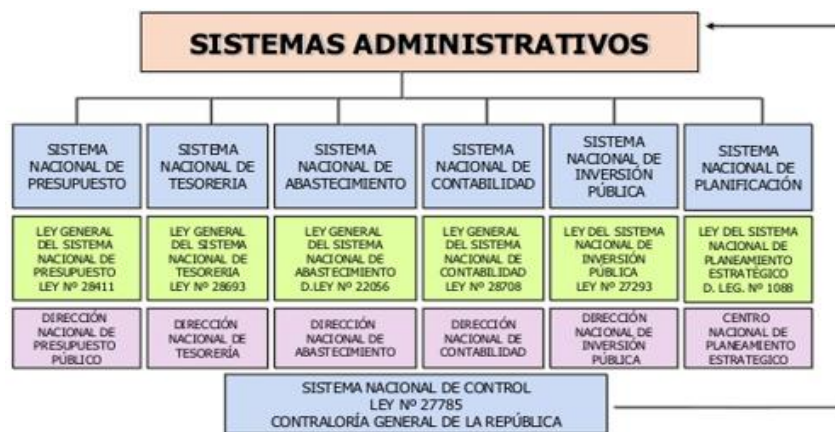 SISTEMAS ADMINISTRATIVOS
SISTEMA
NACIONAL DE
PRESUPUESTO
SISTEMA
NACIONAL DE
TESORERIA
SISTEMA
NACIONAL DE
ABASTECIMIENTO
SISTEMA
NACIONAL DE
CONTABILIDAD
SISTEMA
NACIONAL DE
INVERSIÓN
PÚBLICA
SISTEMA
NACIONAL DE
PLANIFICACIÓN
LEY GENERAL
DEL SISTEMA
NACIONAL DE
PRESUPUESTO
LEY Nº 28411
LEY GENERAL
DEL SISTEMA
NACIONAL DE
TESORERIA
LEY Nº 28693
LEY GENERAL
DEL SISTEMA
NACIONAL DE
ABASTECIMIENTO
D.LEY Nº 22056
LEY GENERAL
DEL SISTEMA
NACIONAL DE
CONTABILIDAD
LEY Nº 28708
LEY DEL SISTEMA
NACIONAL DE
INVERSIÓN
PÚBLICA
LEY Nº 27293
LEY DEL SISTEMA
NACIONAL DE
PLANEAMIENTO
ESTRATÉGICO
D. LEG. Nº 1088
DIRECCIÓN
NACIONAL DE
PRESUPUESTO
PÚBLICO
DIRECCIÓN
NACIONAL DE
TESORERÍA
DIRECCIÓN
NACIONAL DE
ABASTECIMIENTO
DIRECCIÓN
NACIONAL DE
CONTABILIDAD
DIRECCIÓN
NACIONAL DE
INVERSIÓN
PÚBLICA
CENTRO
NACIONAL DE
PLANEAMIENTO
ESTRATEGICO
SISTEMA NACIONAL DE CONTROL
LEY Nº 27785
CONTRALORÍA GENERAL DE LA REPÚBLICA